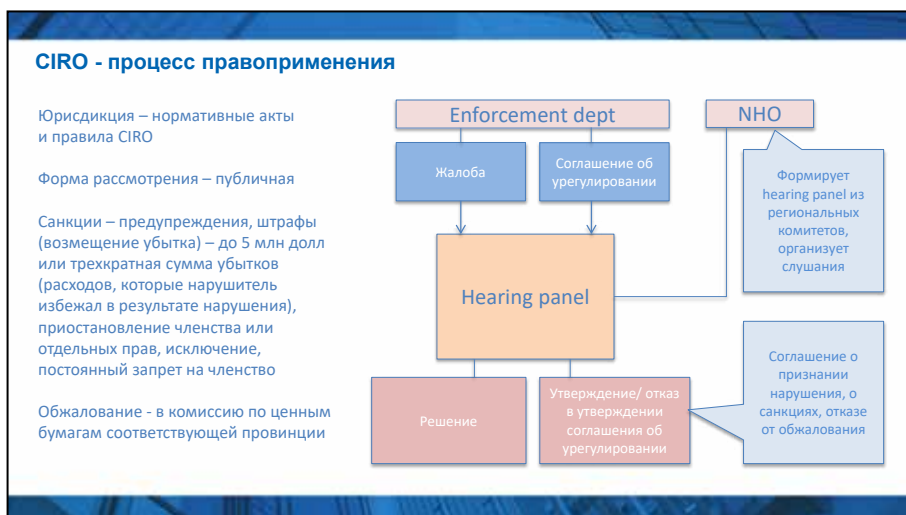 CIRO - процесс правоприменения
Юрисдикция – нормативные акты
и правила CIRO
Форма рассмотрения – публичная
Санкции – предупреждения, штрафы
(возмещение убытка) – до 5 млн долл
или трехкратная сумма убытков
(расходов, которые нарушитель
избежал в результате нарушения),
приостановление членства или
отдельных прав, исключение,
постоянный запрет на членство
Обжалование - в комиссию по ценным
бумагам соответствующей провинции
Enforcement dept
NHO
Жалоба
Соглашение об
урегулировании
Формирует
hearing panel из
региональных
комитетов,
организует
слушания
Hearing panel
Решение
Утверждение/ отказ
в утверждении
соглашения об
урегулировании
Соглашение о
признании
нарушения, о
санкциях, отказе
от обжалования